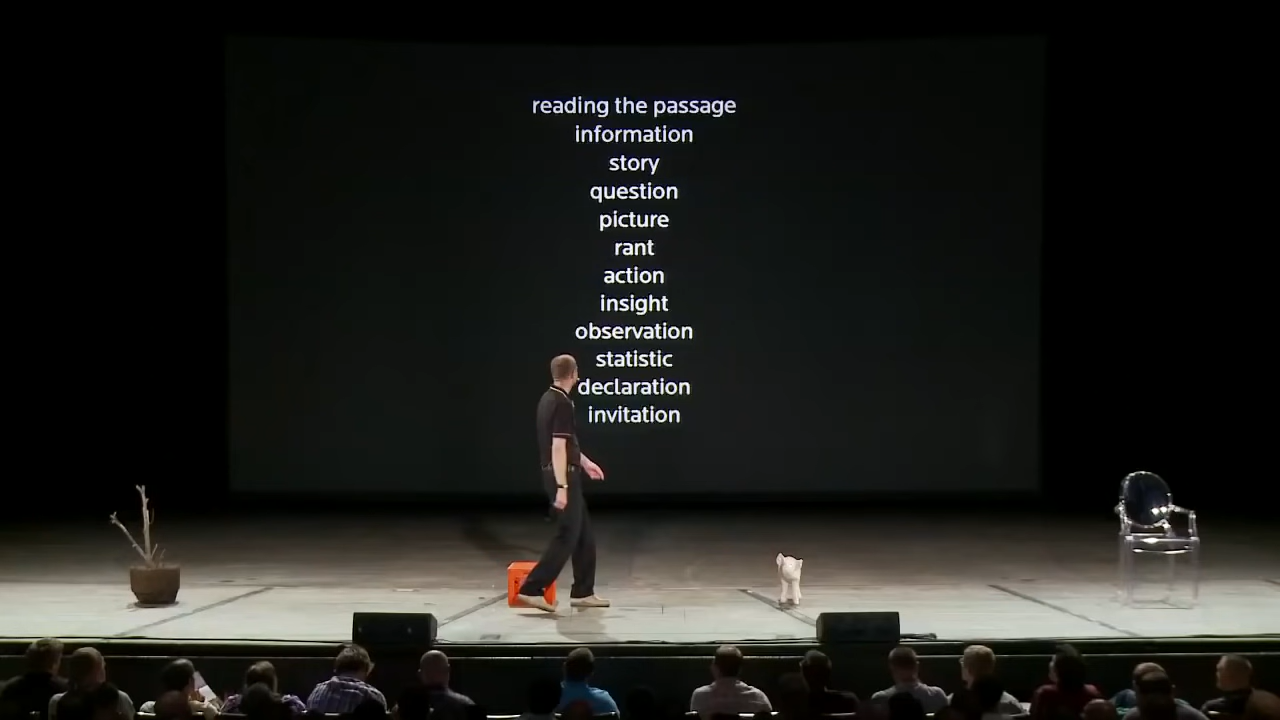 reading the passage
information
story
question
picture
rant
action
insight
observation
statistic
declaration
invitation